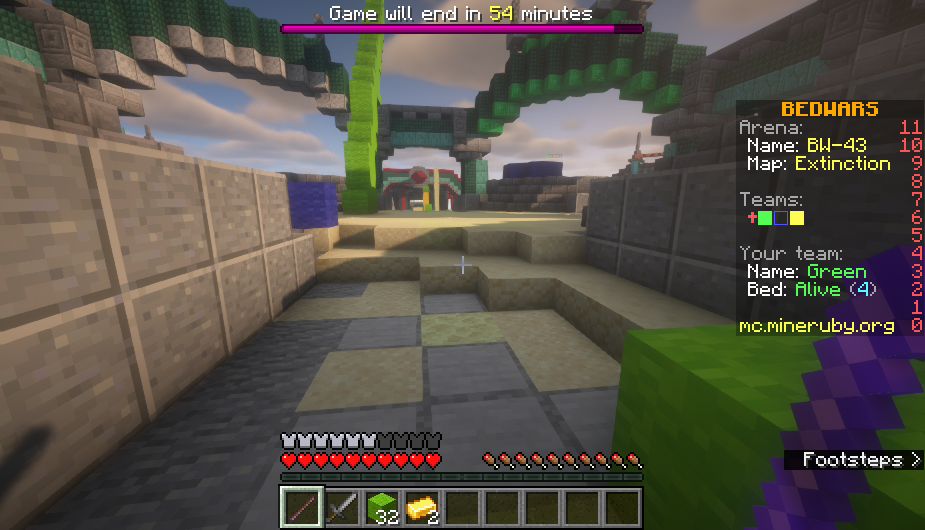 Game will end in 54 minutes
BEDWARS
Arena: 11
Name: BW-43 10
Map: Extinction 9
8
Teams: 7
6
5
Your team: 4
Name: Green 3
Bed: Alive (4) 2
1
mc.mineruby.org 0
Footsteps >
32
2